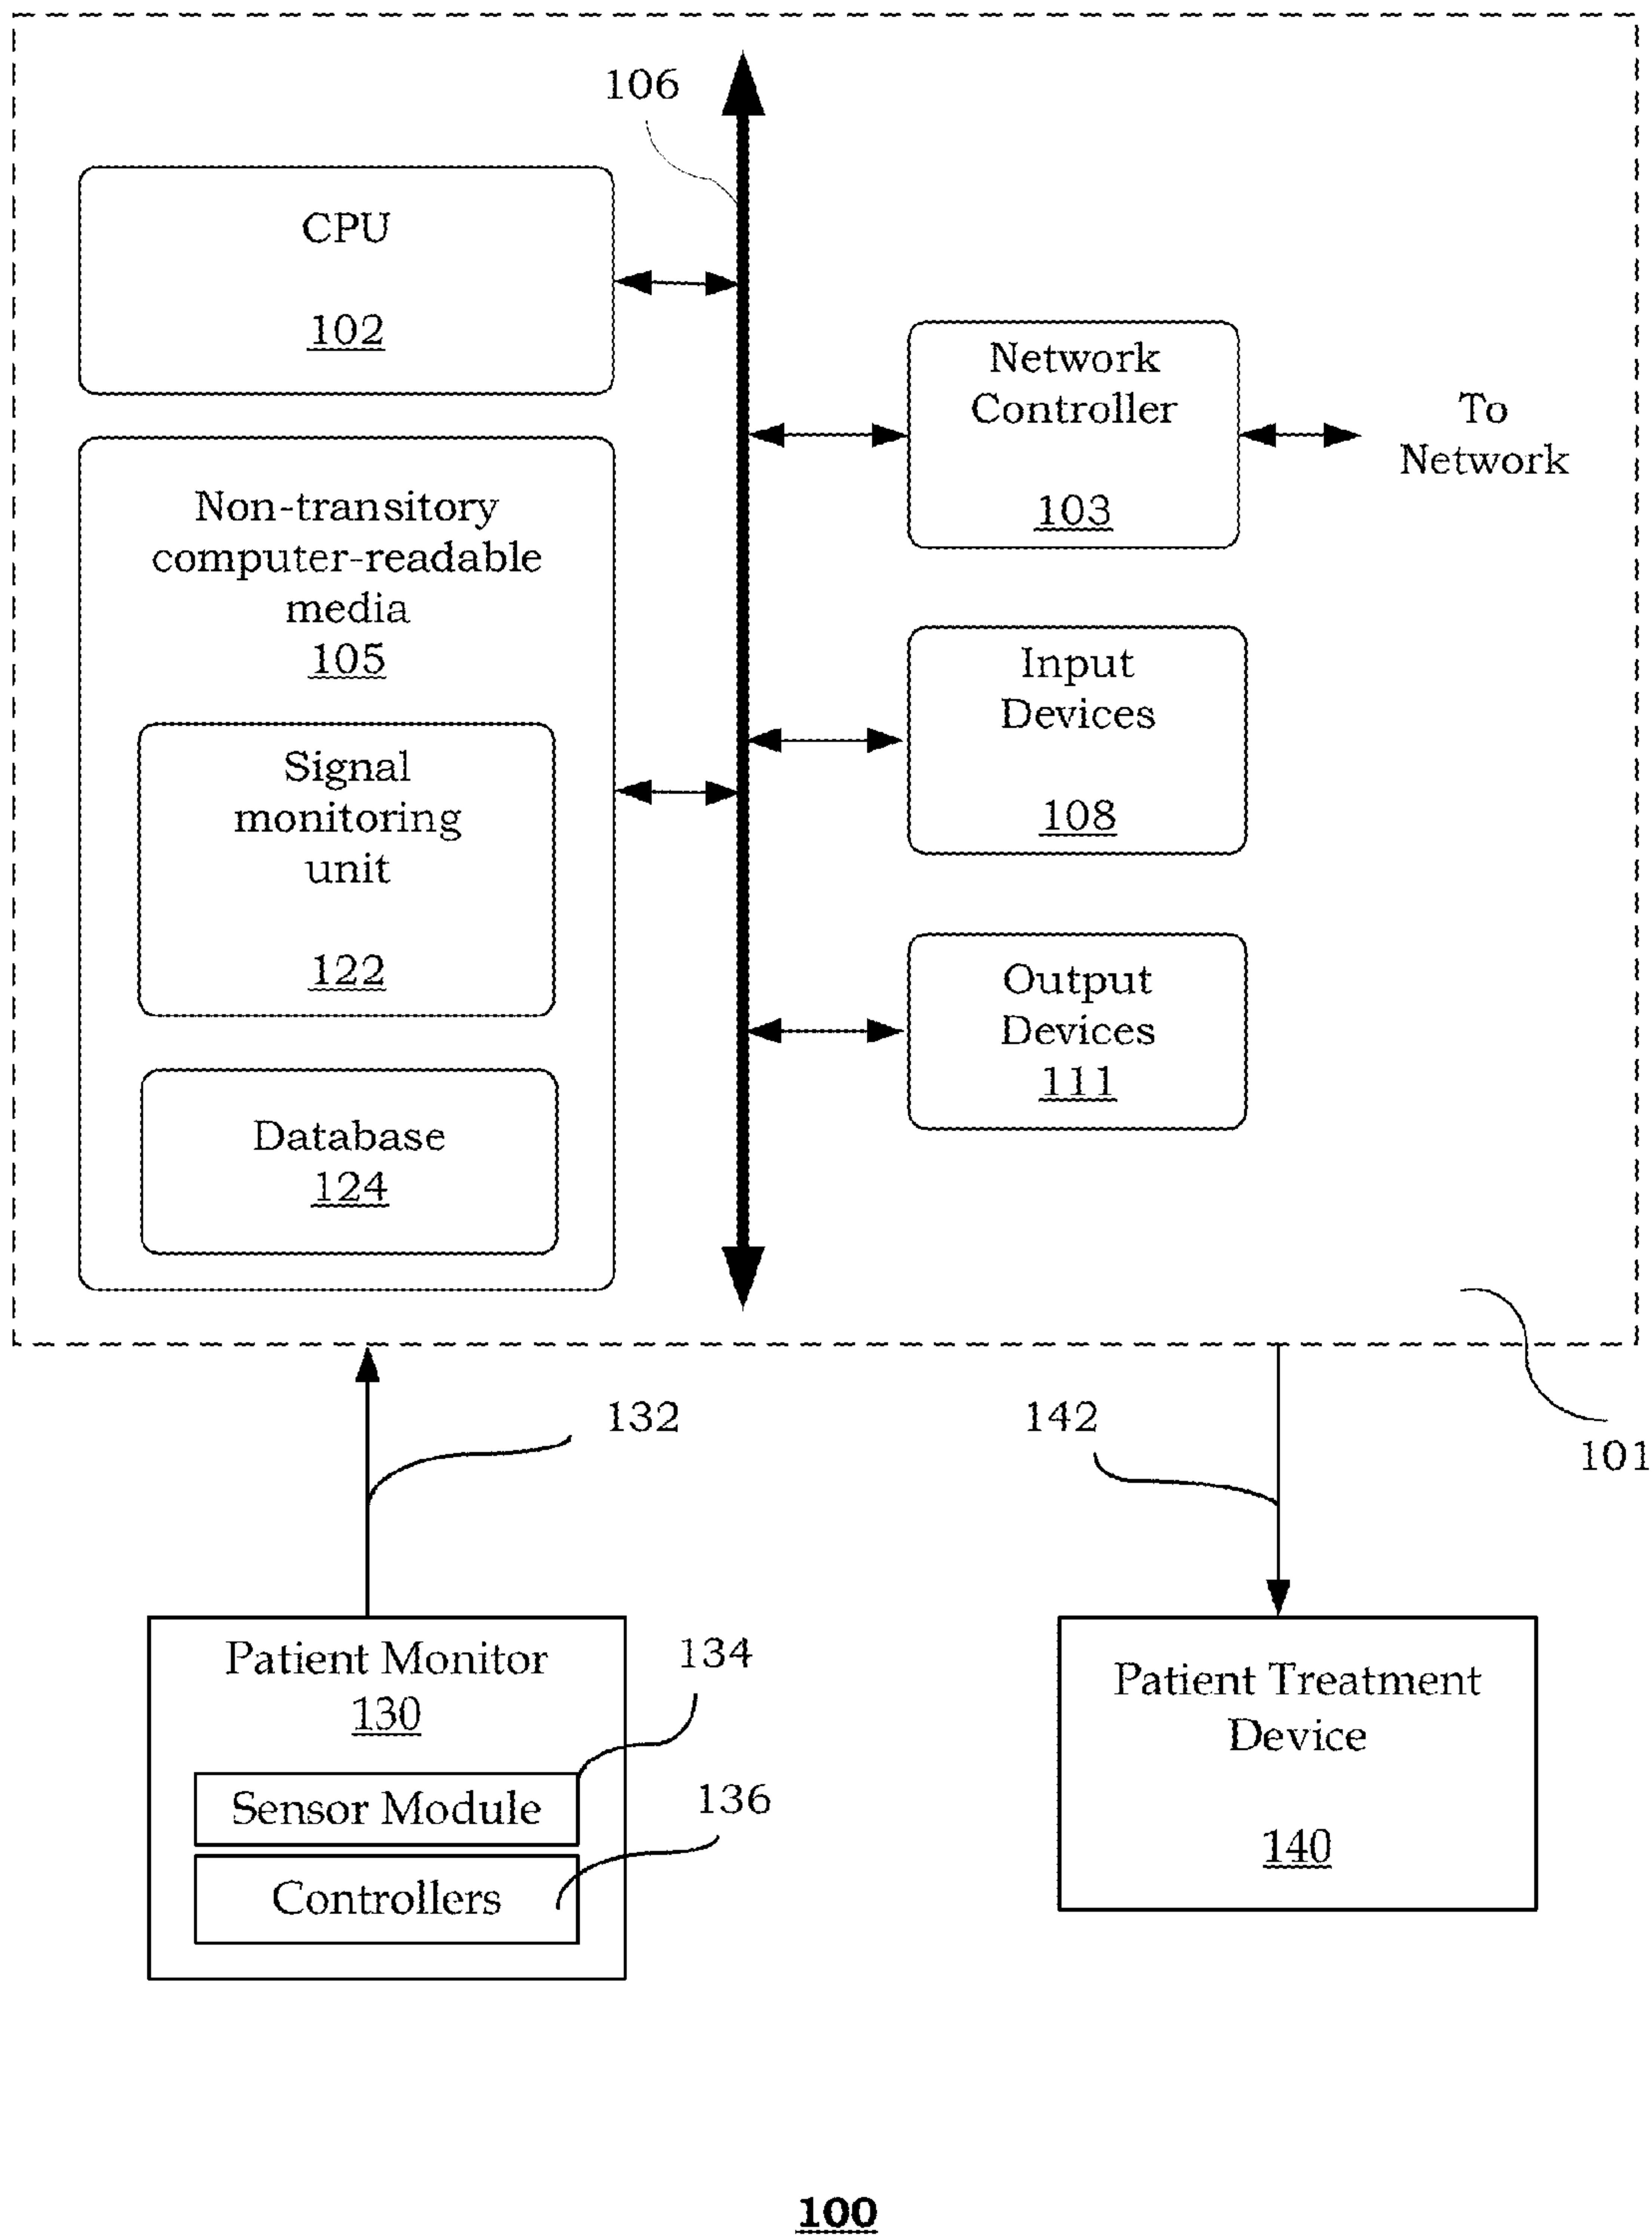 106
CPU
102
Network
Controller
103
To
Network
Non-transitory
computer-readable
media
105
Signal
monitoring
unit
122
Database
124
Input
Devices
108
Output
Devices
111
132
142
101
Patient Monitor
130
134
Sensor Module
136
Controllers
Patient Treatment
Device
140
100